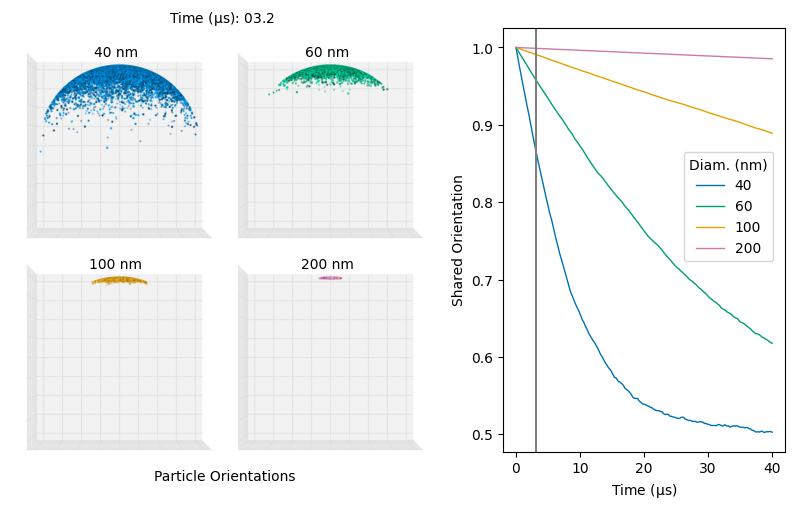 Time (µs): 03.2
40 nm
60 nm
100 nm
200 nm
Particle Orientations
Shared Orientation
1.0
0.9
0.8
0.7
0.6
0.5
Diam. (nm)
40
60
100
200
0
10
20
30
40
Time (µs)